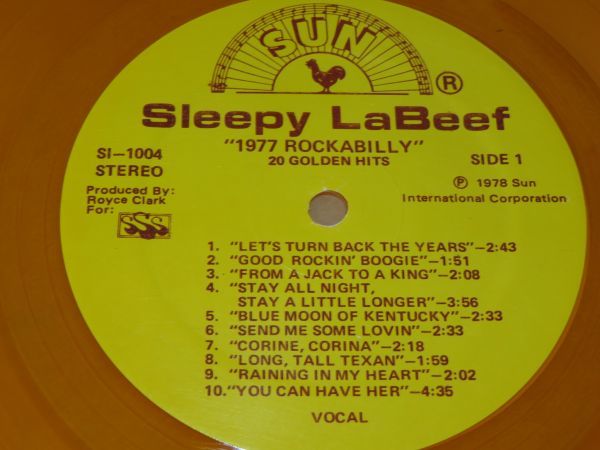 SUN
®
Sleepy LaBeef
"1977 ROCKABILLY"
20 GOLDEN HITS
SI-1004
STEREO
SIDE 1
Produced By:
Royce Clark
For:
SSS
℗ 1978 Sun
International Corporation
1. "LET'S TURN BACK THE YEARS"-2:43
2. "GOOD ROCKIN' BOOGIE"-1:51
3. "FROM A JACK TO A KING"-2:08
4. "STAY ALL NIGHT,
STAY A LITTLE LONGER"-3:56
5. "BLUE MOON OF KENTUCKY"-2:33
6. "SEND ME SOME LOVIN"-2:33
7. "CORINE, CORINA"-2:18
8. "LONG, TALL TEXAN"-1:59
9. "RAINING IN MY HEART"-2:02
10. "YOU CAN HAVE HER"-4:35
VOCAL